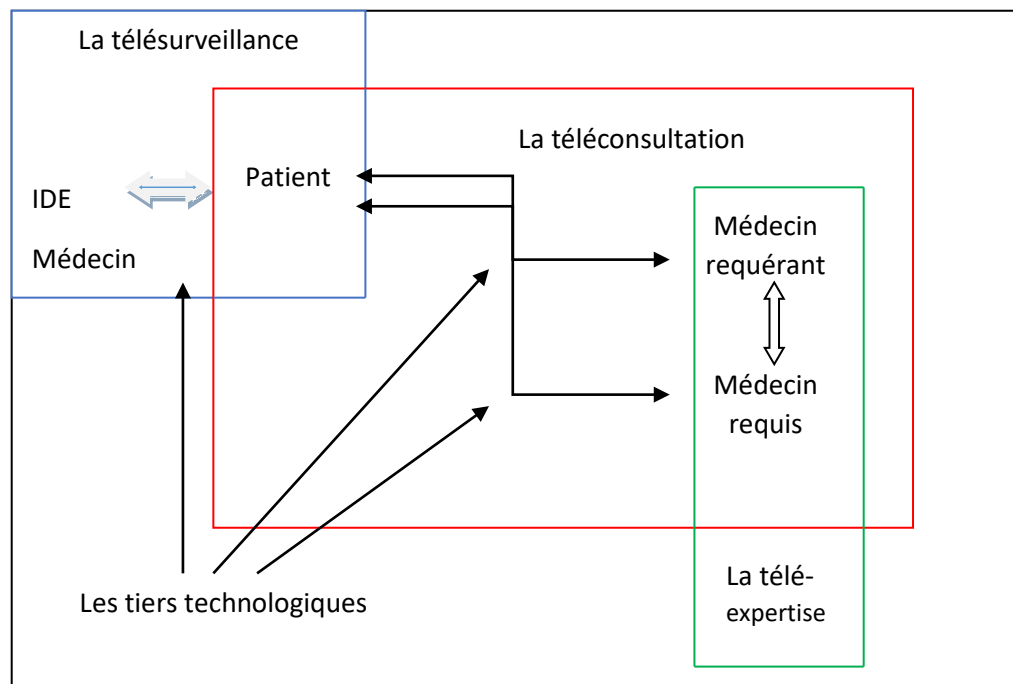 La télésurveillance
La téléconsultation
Patient
IDE
Médecin
Médecin
requérant
Médecin
requis
La télé-
expertise
Les tiers technologiques